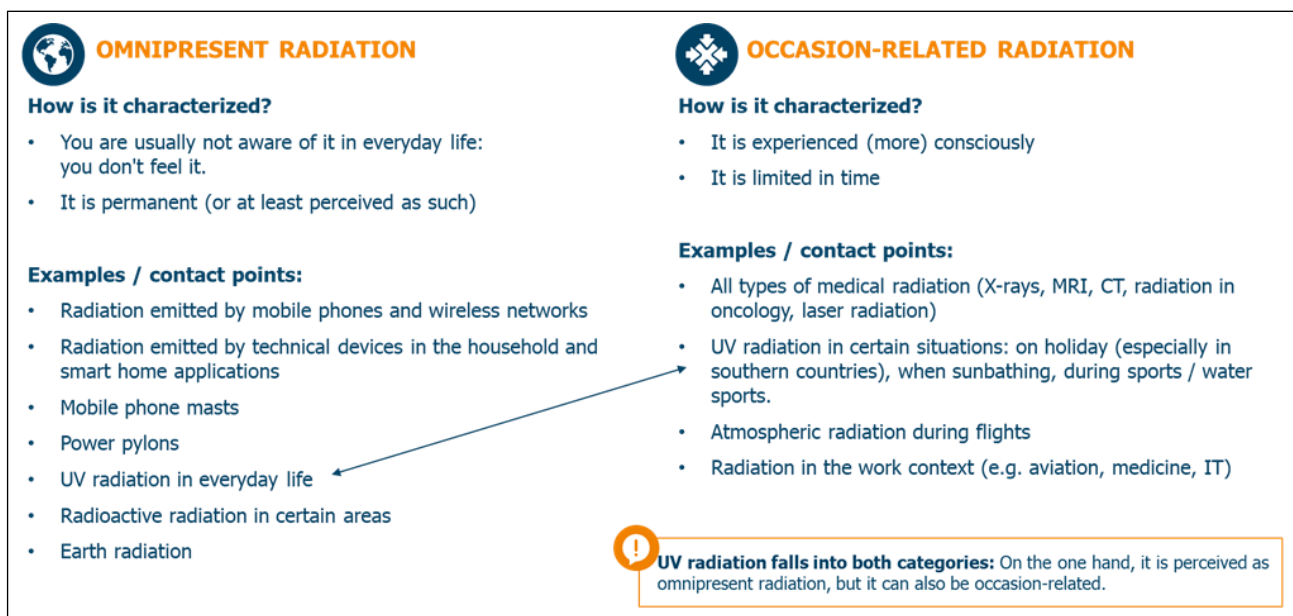 OMNIPRESENT RADIATION
How is it characterized?
• You are usually not aware of it in everyday life:
you don't feel it.
• It is permanent (or at least perceived as such)
Examples / contact points:
• Radiation emitted by mobile phones and wireless networks
• Radiation emitted by technical devices in the household and
smart home applications
• Mobile phone masts
• Power pylons
• UV radiation in everyday life
• Radioactive radiation in certain areas
• Earth radiation
OCCASION-RELATED RADIATION
How is it characterized?
• It is experienced (more) consciously
• It is limited in time
Examples / contact points:
• All types of medical radiation (X-rays, MRI, CT, radiation in
oncology, laser radiation)
• UV radiation in certain situations: on holiday (especially in
southern countries), when sunbathing, during sports / water
sports.
• Atmospheric radiation during flights
• Radiation in the work context (e.g. aviation, medicine, IT)
!
UV radiation falls into both categories: On the one hand, it is perceived as
omnipresent radiation, but it can also be occasion-related.